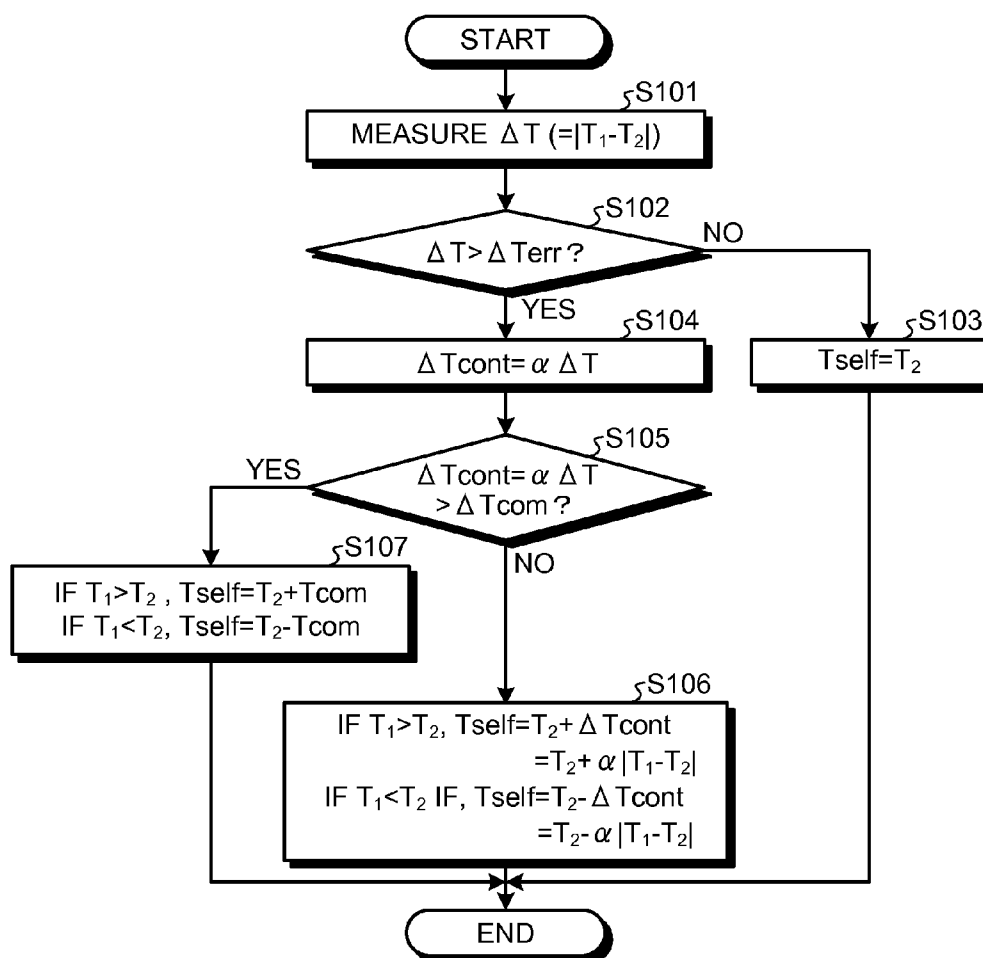 START
S101
MEASURE ΔT (=|T₁-T₂|)
S102
NO
ΔT>ΔTerr?
YES
S104
S103
ΔTcont=αΔT
Tself=T₂
S105
YES
ΔTcont=αΔT
>ΔTcom?
NO
S107
IF T₁>T₂ , Tself=T₂+Tcom
IF T₁<T₂, Tself=T₂-Tcom
S106
IF T₁>T₂, Tself=T₂+ΔTcont
=T₂+α|T₁-T₂|
IF T₁<T₂ IF, Tself=T₂-ΔTcont
=T₂-α|T₁-T₂|
END